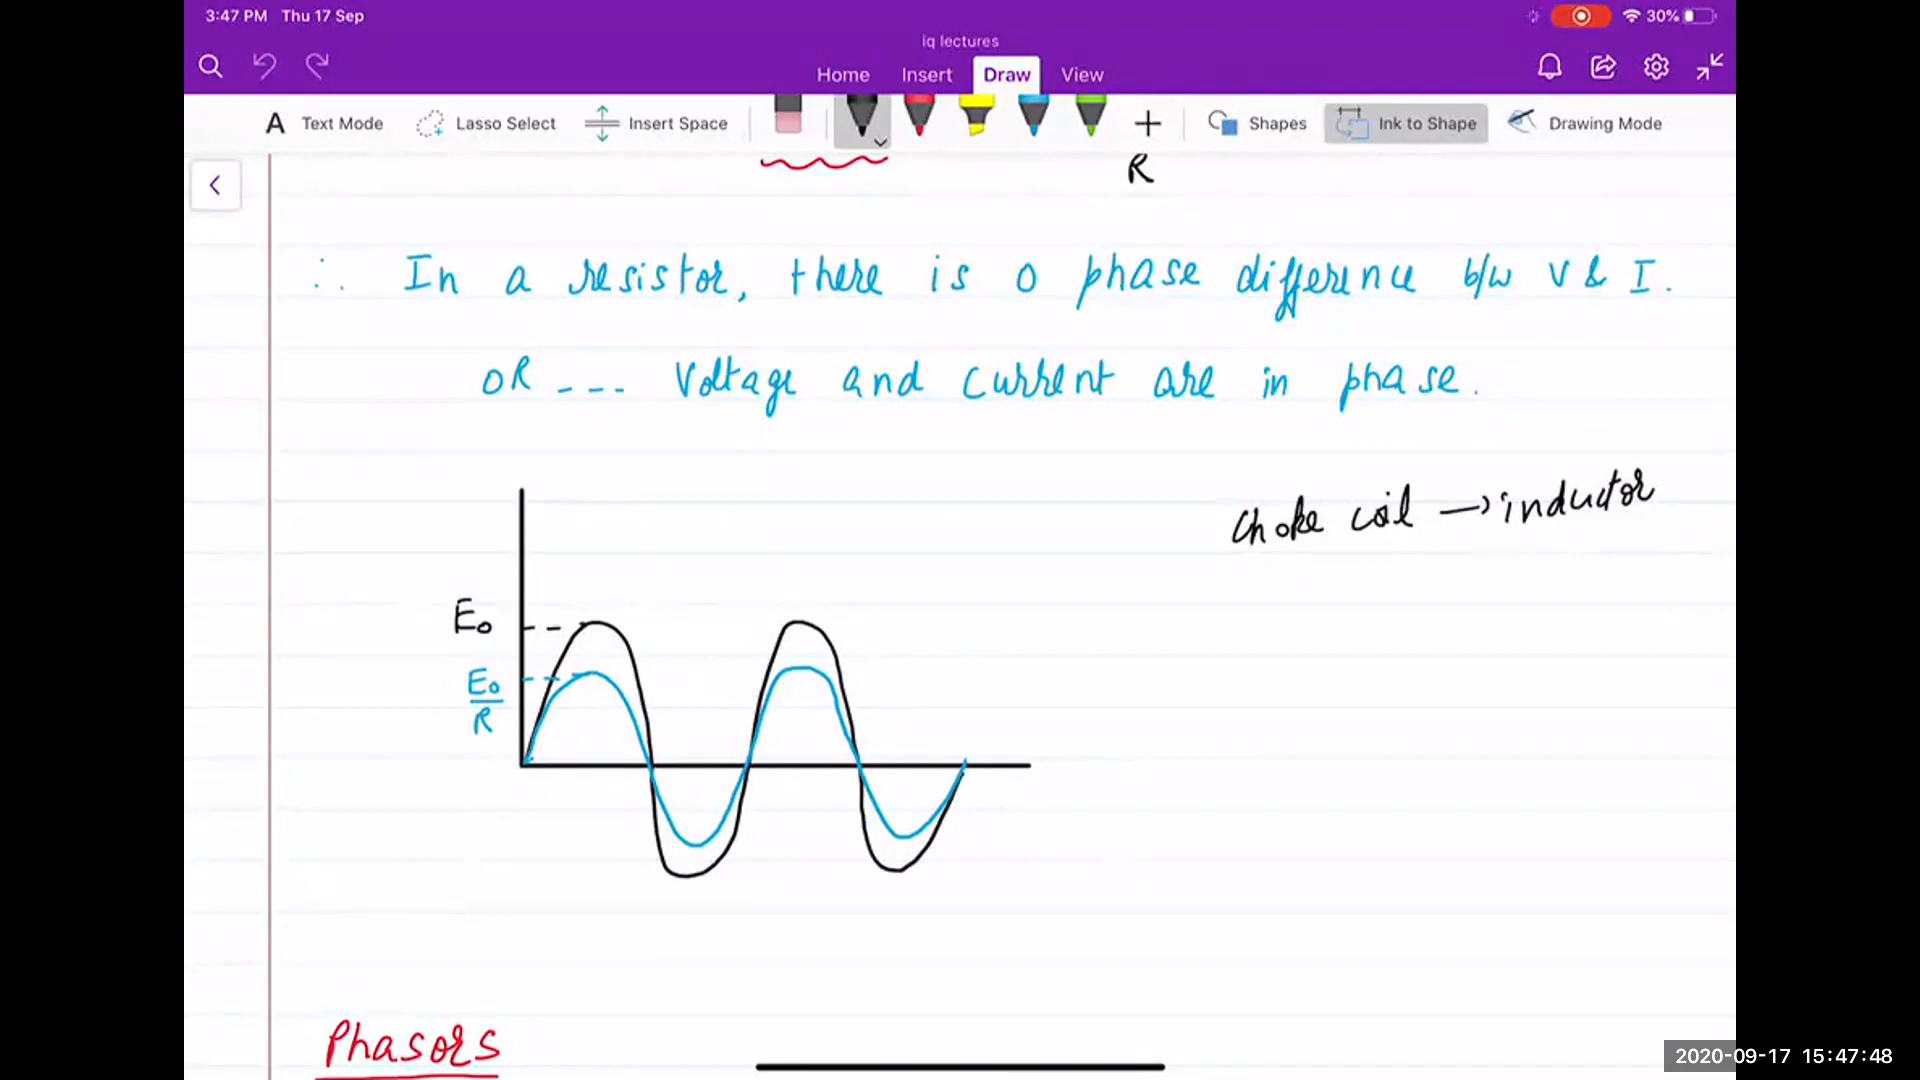 3:47 PM Thu 17 Sep
30%
iq lectures
Home Insert Draw View
A Text Mode Lasso Select Insert Space Shapes Ink to Shape Drawing Mode
R
∴ In a resistor, there is 0 phase difference b/w V & I.
OR --- Voltage and current are in phase.
Choke coil → inductor
E₀
E₀/R
Phasors
2020-09-17 15:47:48